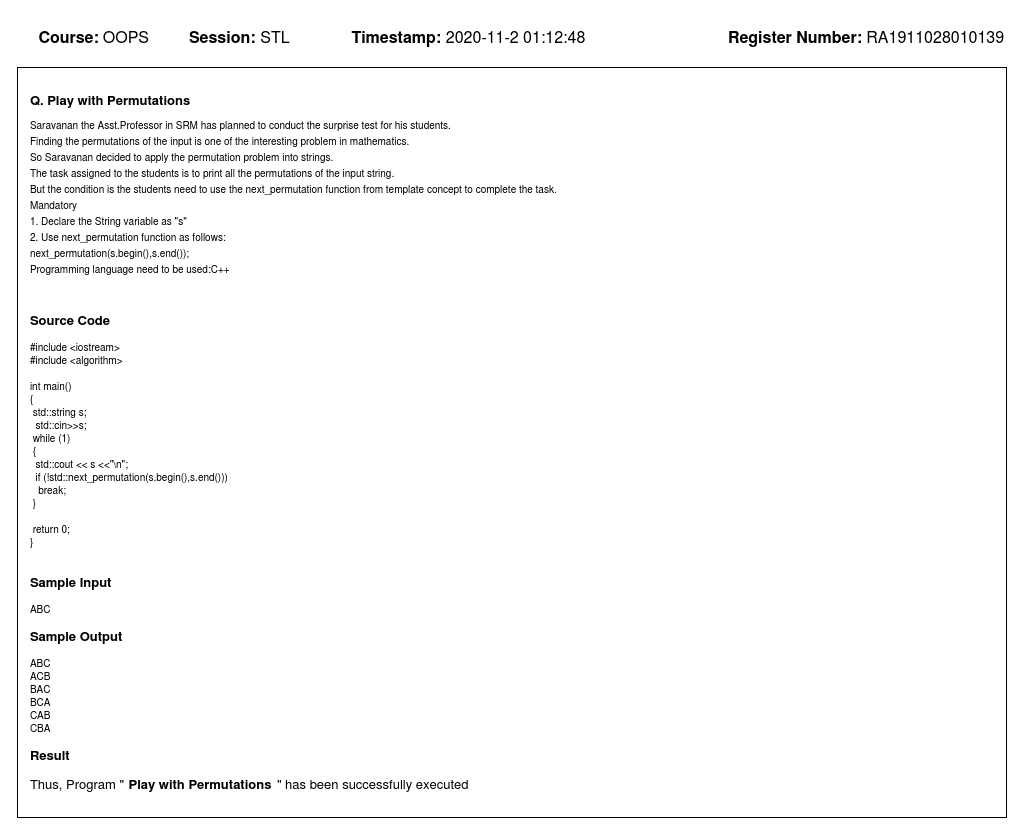 Course: OOPS Session: STL Timestamp: 2020-11-2 01:12:48 Register Number: RA1911028010139
Q. Play with Permutations
Saravanan the Asst.Professor in SRM has planned to conduct the surprise test for his students.
Finding the permutations of the input is one of the interesting problem in mathematics.
So Saravanan decided to apply the permutation problem into strings.
The task assigned to the students is to print all the permutations of the input string.
But the condition is the students need to use the next_permutation function from template concept to complete the task.
Mandatory
1. Declare the String variable as "s"
2. Use next_permutation function as follows:
next_permutation(s.begin(),s.end());
Programming language need to be used:C++
Source Code
#include <iostream>
#include <algorithm>
int main()
{
std::string s;
std::cin>>s;
while (1)
{
std::cout << s <<"\n";
if (!std::next_permutation(s.begin(),s.end()))
break;
}
return 0;
}
Sample Input
ABC
Sample Output
ABC
ACB
BAC
BCA
CAB
CBA
Result
Thus, Program " Play with Permutations " has been successfully executed